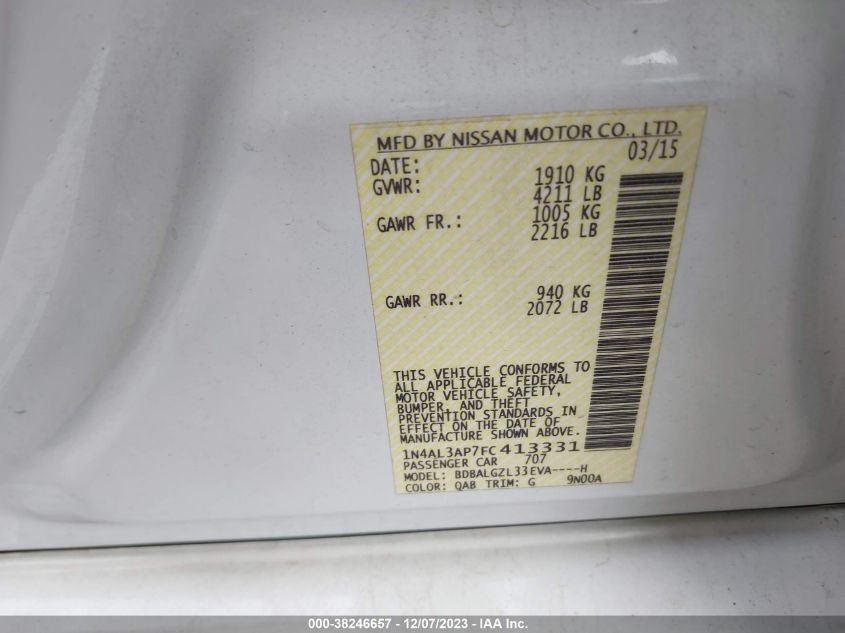 MFD BY NISSAN MOTOR CO., LTD.
DATE: 03/15
GVWR: 1910 KG
4211 LB
GAWR FR.: 1005 KG
2216 LB
GAWR RR.: 940 KG
2072 LB
THIS VEHICLE CONFORMS TO
ALL APPLICABLE FEDERAL
MOTOR VEHICLE SAFETY,
BUMPER, AND THEFT
PREVENTION STANDARDS IN
EFFECT ON THE DATE OF
MANUFACTURE SHOWN ABOVE.
1N4AL3AP7FC413331
PASSENGER CAR 707
MODEL: BDBALGZL33EVA----H
COLOR: QAB TRIM: G 9N00A
000-38246657 - 12/07/2023 - IAA Inc.